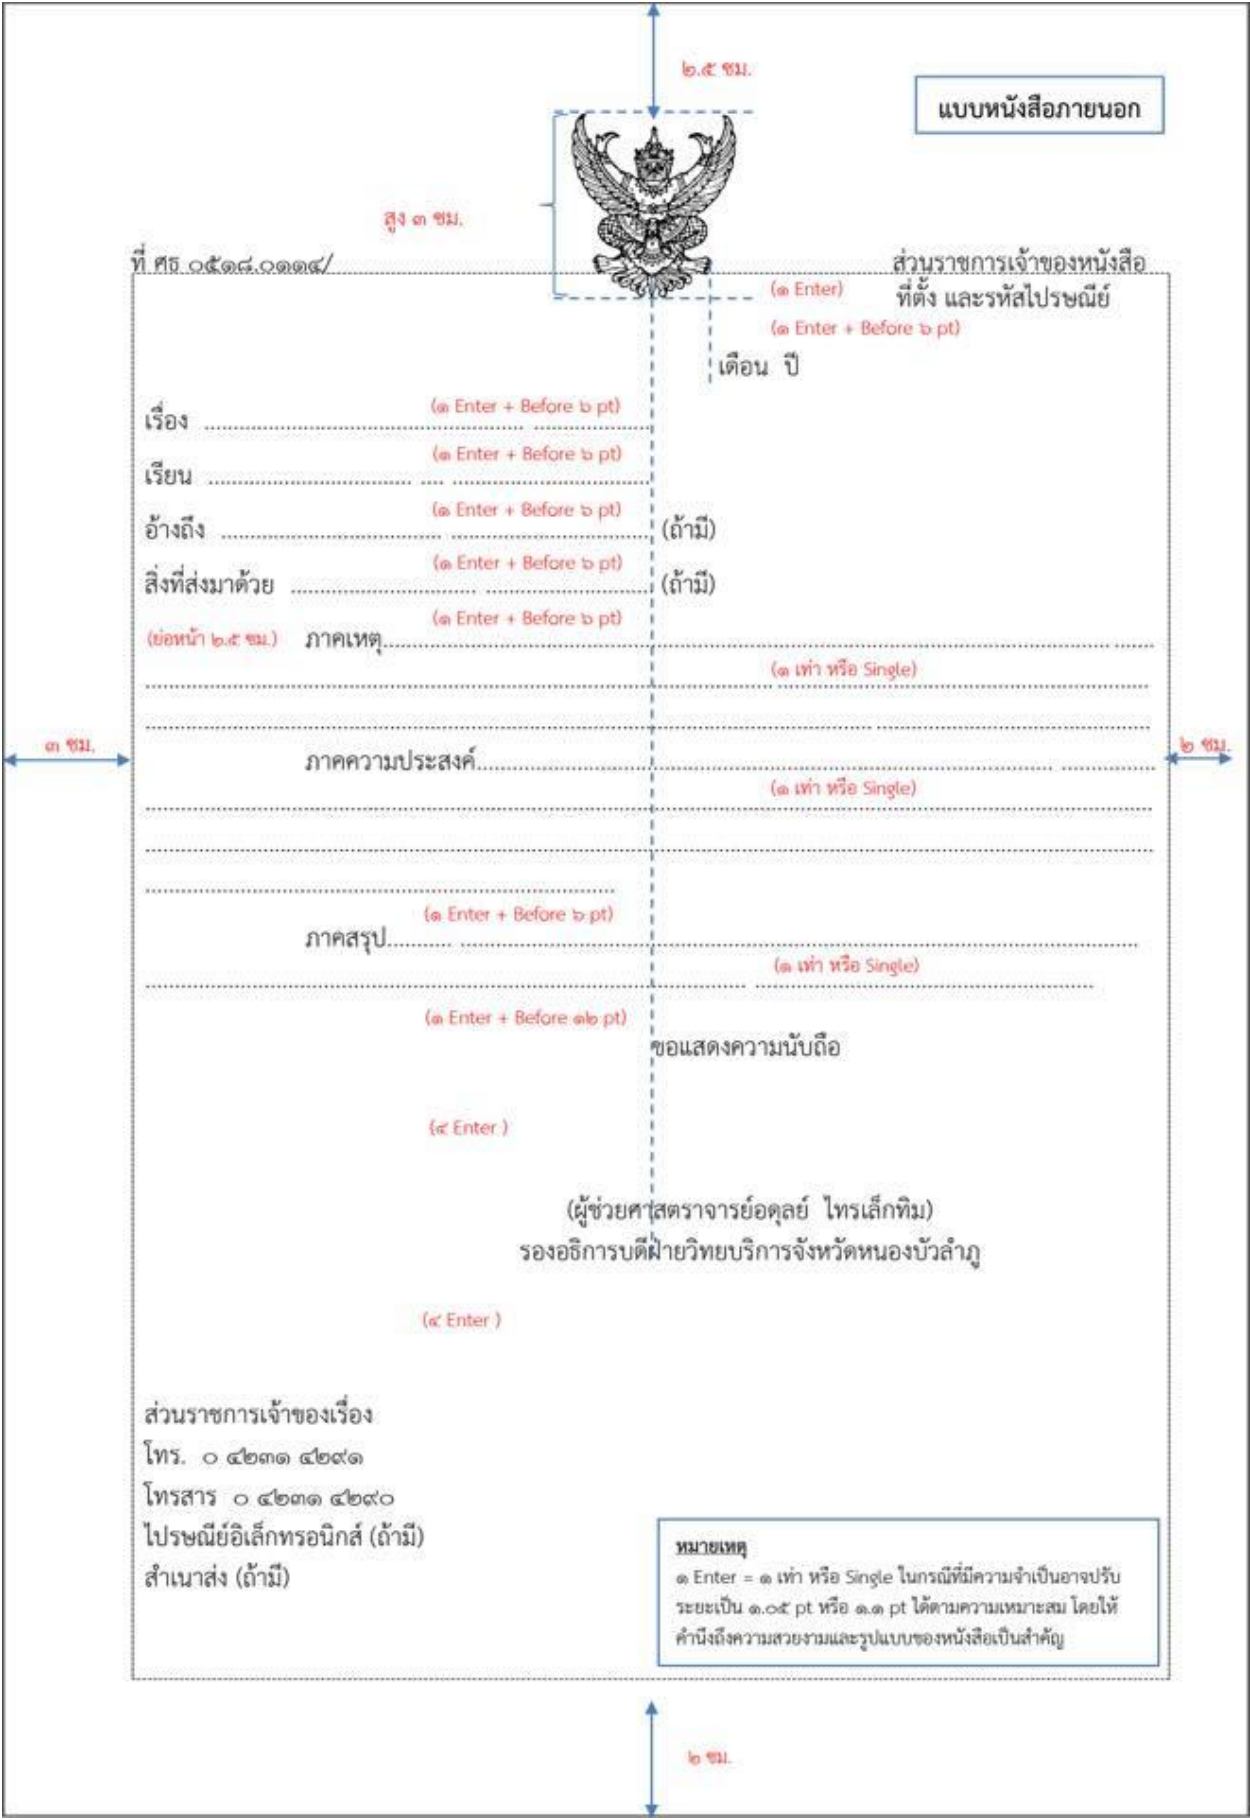 ๒.๕ ซม.
แบบหนังสือภายนอก
สูง ๓ ซม.
ที่ ศธ ๐๕๑๘.๐๑๑๔/
ส่วนราชการเจ้าของหนังสือ
(๑ Enter)
ที่ตั้ง และรหัสไปรษณีย์
(๑ Enter + Before ๖ pt)
เดือน ปี
(๑ Enter + Before ๖ pt)
เรื่อง ............................................................
(๑ Enter + Before ๖ pt)
เรียน ............................................................
(๑ Enter + Before ๖ pt)
อ้างถึง ............................................................ (ถ้ามี)
(๑ Enter + Before ๖ pt)
สิ่งที่ส่งมาด้วย ............................................................ (ถ้ามี)
(๑ Enter + Before ๖ pt)
(ย่อหน้า ๒.๕ ซม.) ภาคเหตุ............................................................
(๑ เท่า หรือ Single)
๓ ซม.
๒ ซม.
ภาคความประสงค์............................................................
(๑ เท่า หรือ Single)
(๑ Enter + Before ๖ pt)
ภาคสรุป............................................................
(๑ เท่า หรือ Single)
(๑ Enter + Before ๑๒ pt)
ขอแสดงความนับถือ
(๔ Enter )
(ผู้ช่วยศาสตราจารย์อดุลย์ ไทรเล็กทิม)
รองอธิการบดีฝ่ายวิทยบริการจังหวัดหนองบัวลำภู
(๔ Enter )
ส่วนราชการเจ้าของเรื่อง
โทร. ๐ ๔๒๓๑ ๔๒๙๑
โทรสาร ๐ ๔๒๓๑ ๔๒๙๐
ไปรษณีย์อิเล็กทรอนิกส์ (ถ้ามี)
สำเนาส่ง (ถ้ามี)
หมายเหตุ
๑ Enter = ๑ เท่า หรือ Single ในกรณีที่มีความจำเป็นอาจปรับ
ระยะเป็น ๑.๐๕ pt หรือ ๑.๑ pt ได้ตามความเหมาะสม โดยให้
คำนึงถึงความสวยงามและรูปแบบของหนังสือเป็นสำคัญ
๒ ซม.